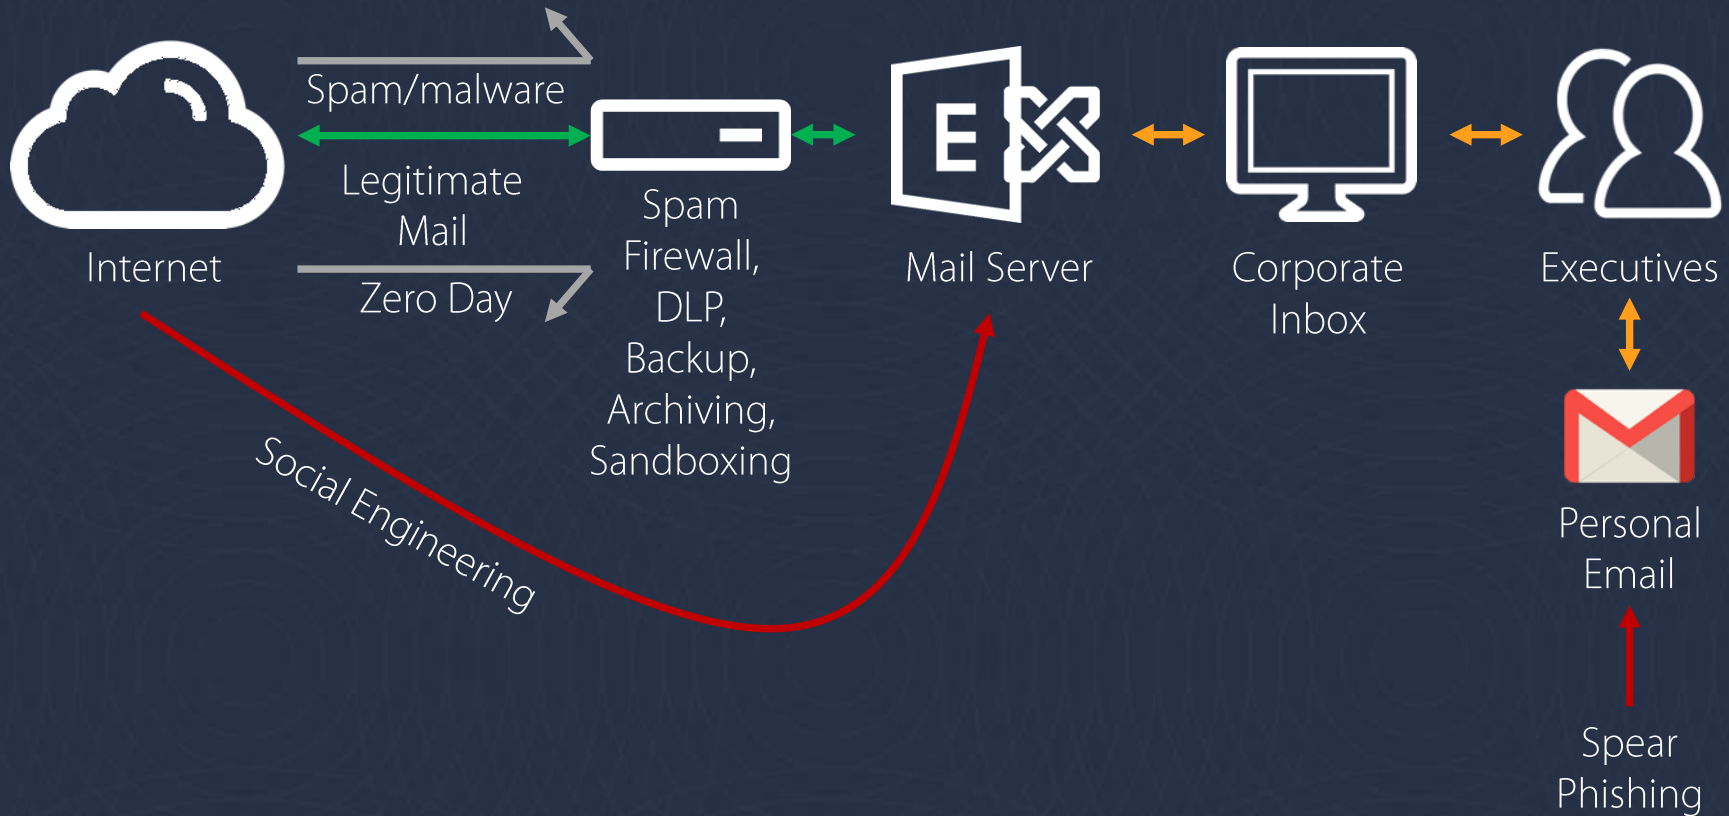 Spam/malware
Legitimate
Mail
Zero Day
Internet
Spam
Firewall,
DLP,
Backup,
Archiving,
Sandboxing
E
Mail Server
Corporate
Inbox
Executives
Social Engineering
Personal
Email
Spear
Phishing